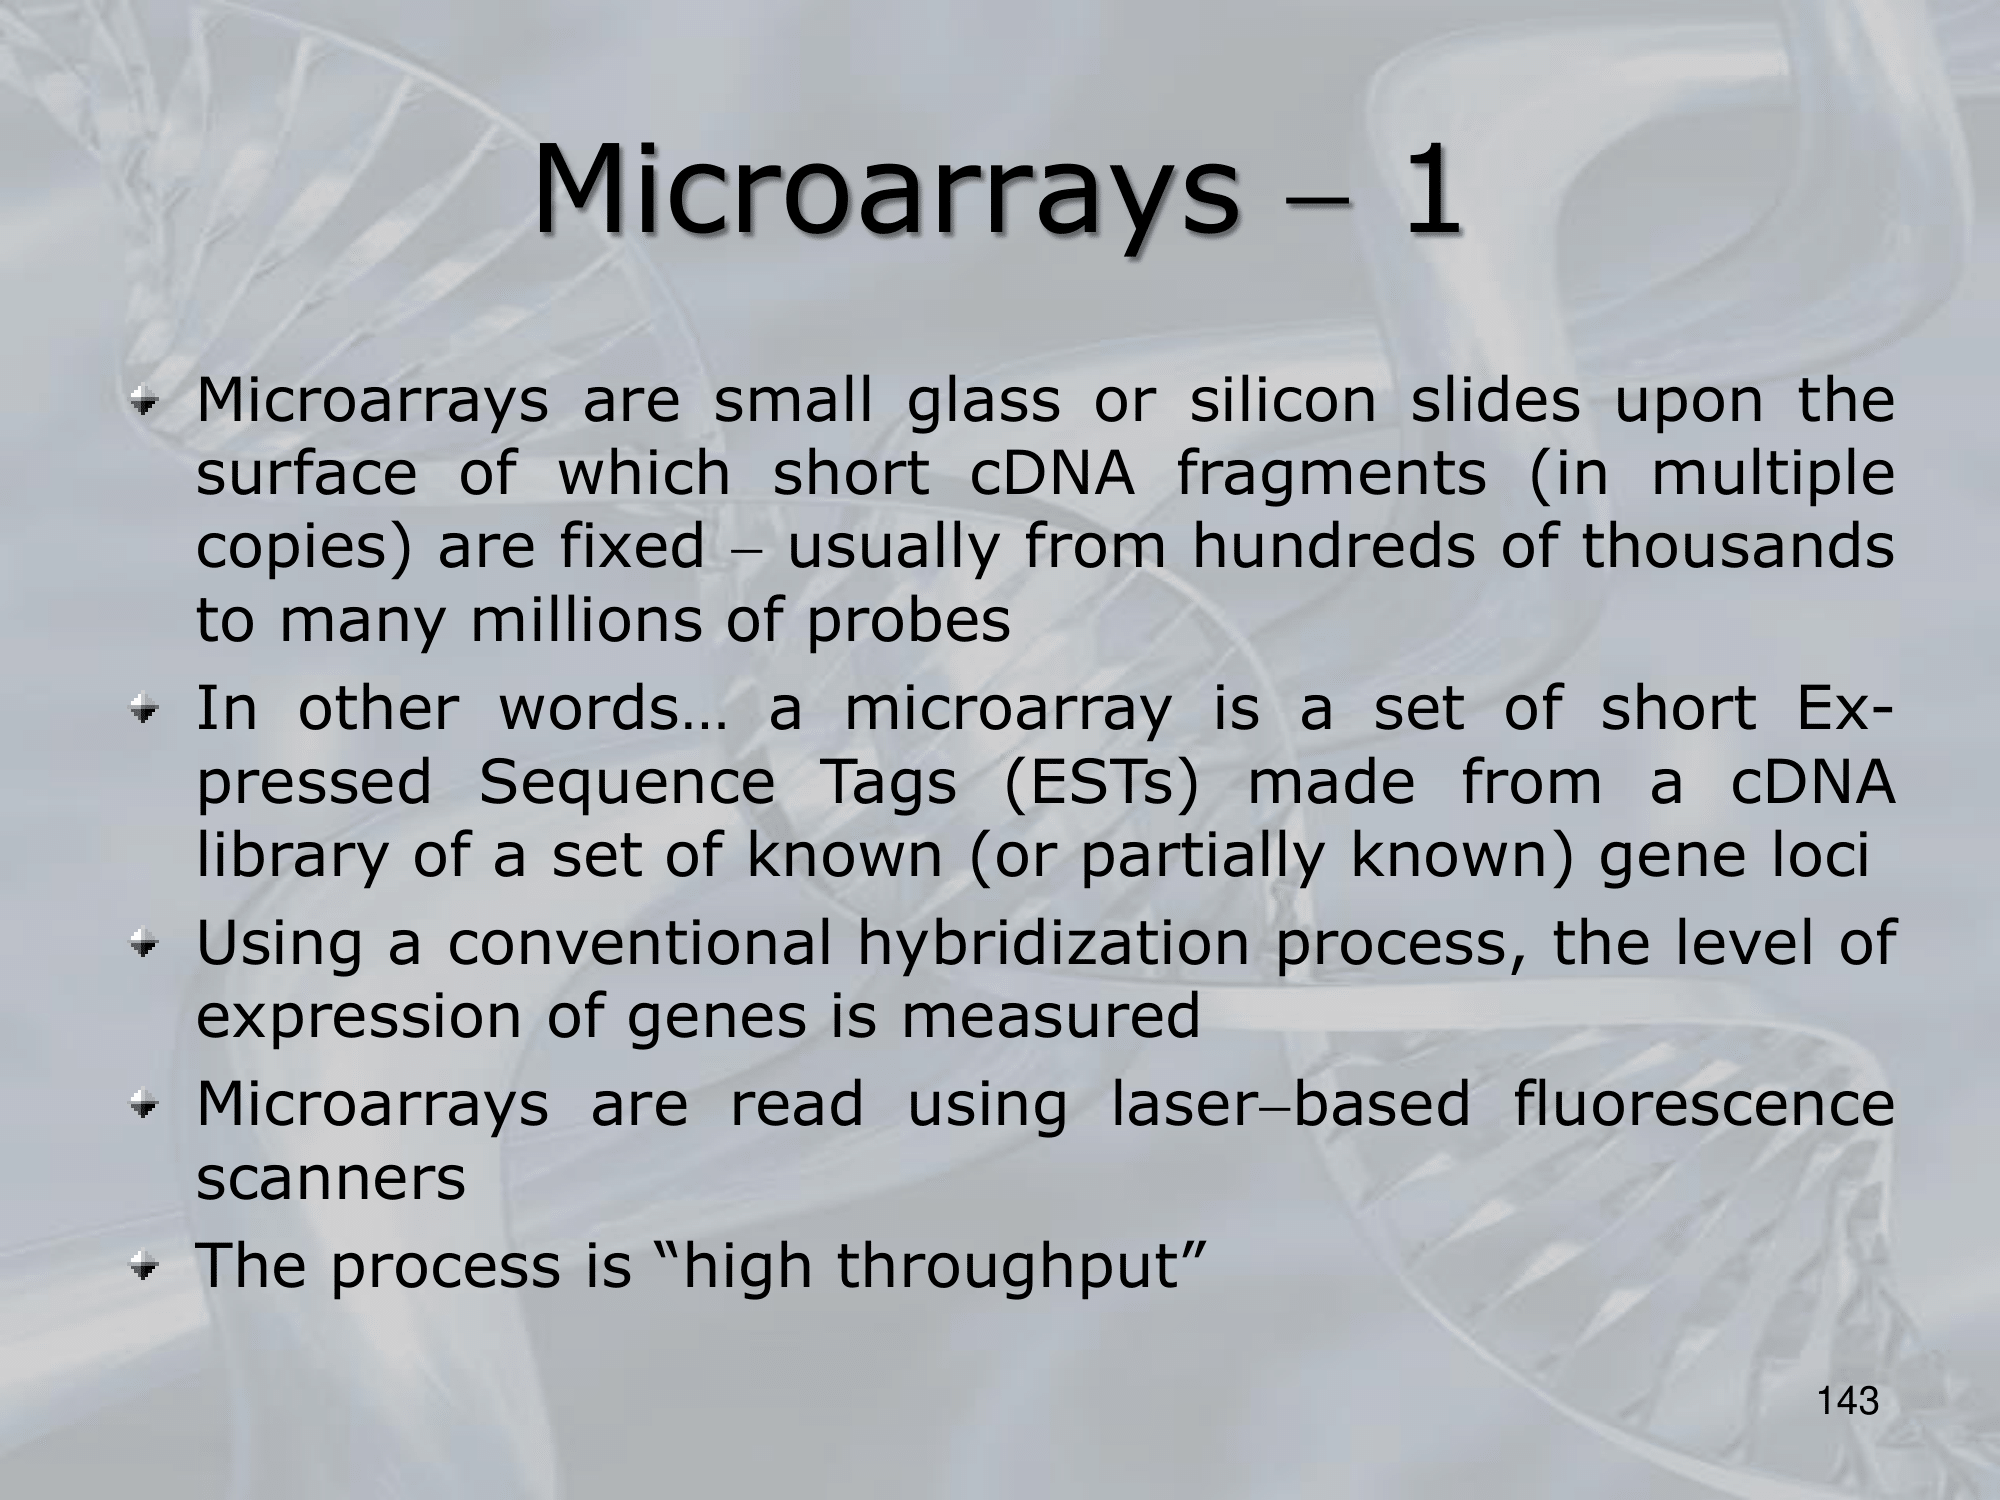 Microarrays – 1
Microarrays are small glass or silicon slides upon the
surface of which short cDNA fragments (in multiple
copies) are fixed – usually from hundreds of thousands
to many millions of probes
In other words… a microarray is a set of short Ex-
pressed Sequence Tags (ESTs) made from a cDNA
library of a set of known (or partially known) gene loci
Using a conventional hybridization process, the level of
expression of genes is measured
Microarrays are read using laser–based fluorescence
scanners
The process is “high throughput”
143